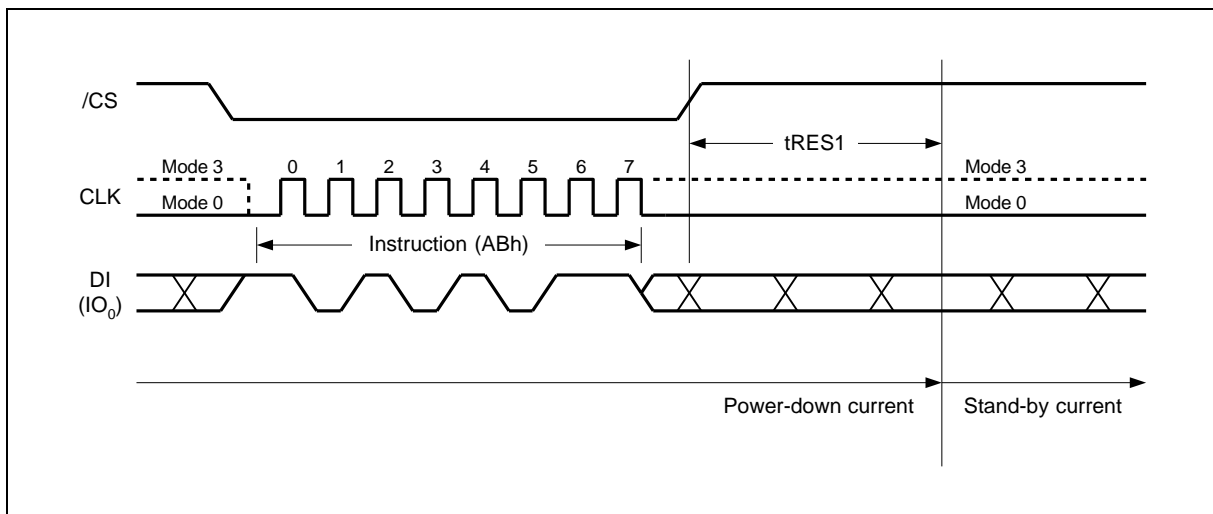 /CS
tRES1
Mode 3
0 1 2 3 4 5 6 7
Mode 3
CLK
Mode 0
Mode 0
Instruction (ABh)
DI
(IO₀)
Power-down current
Stand-by current